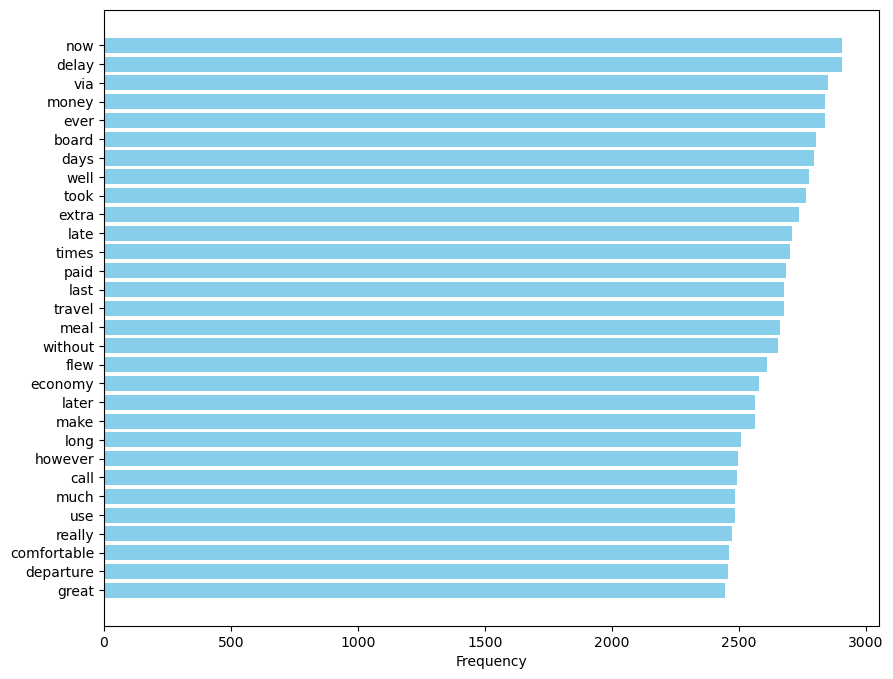 now
delay
via
money
ever
board
days
well
took
extra
late
times
paid
last
travel
meal
without
flew
economy
later
make
long
however
call
much
use
really
comfortable
departure
great
0 500 1000 1500 2000 2500 3000
Frequency